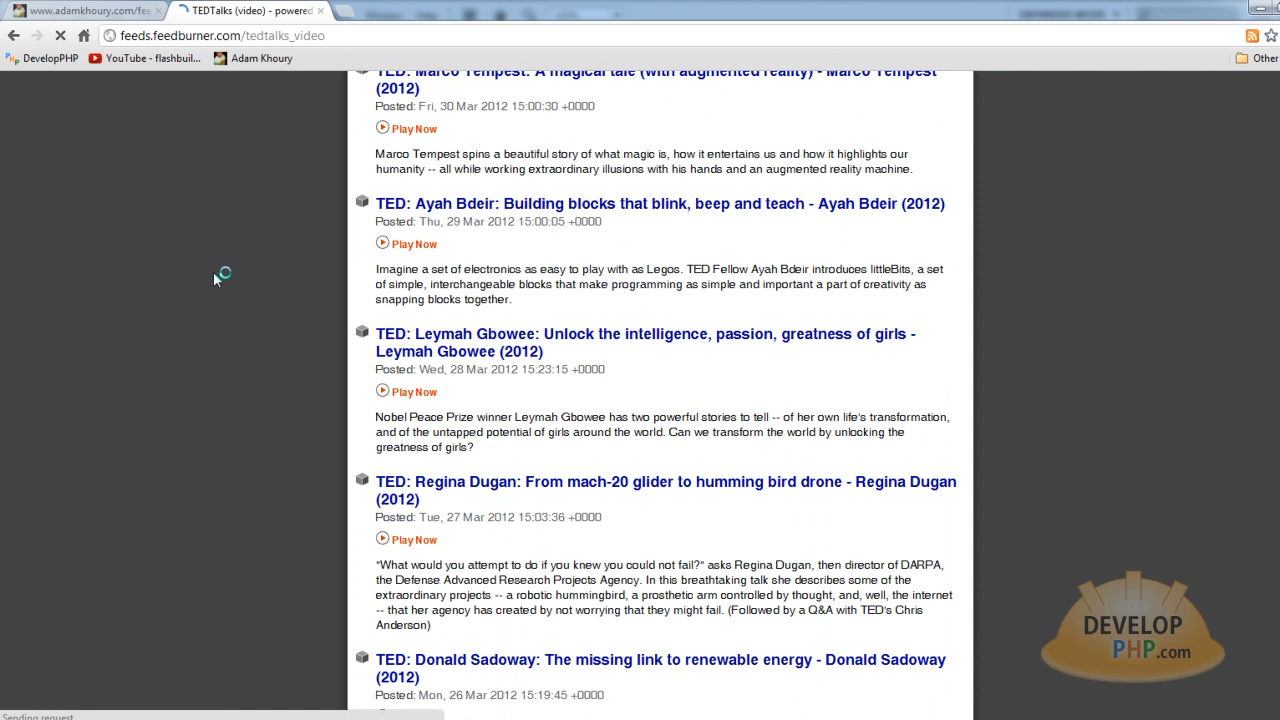 www.adamkhoury.com/fee
TEDTalks (video) - powered
feeds.feedburner.com/tedtalks_video
DevelopPHP
YouTube - flashbuil...
Adam Khoury
Other
TED: Marco Tempest: A magical tale (with augmented reality) - Marco Tempest
(2012)
Posted: Fri, 30 Mar 2012 15:00:30 +0000
Play Now
Marco Tempest spins a beautiful story of what magic is, how it entertains us and how it highlights our
humanity -- all while working extraordinary illusions with his hands and an augmented reality machine.
TED: Ayah Bdeir: Building blocks that blink, beep and teach - Ayah Bdeir (2012)
Posted: Thu, 29 Mar 2012 15:00:05 +0000
Play Now
Imagine a set of electronics as easy to play with as Legos. TED Fellow Ayah Bdeir introduces littleBits, a set
of simple, interchangeable blocks that make programming as simple and important a part of creativity as
snapping blocks together.
TED: Leymah Gbowee: Unlock the intelligence, passion, greatness of girls -
Leymah Gbowee (2012)
Posted: Wed, 28 Mar 2012 15:23:15 +0000
Play Now
Nobel Peace Prize winner Leymah Gbowee has two powerful stories to tell -- of her own life's transformation,
and of the untapped potential of girls around the world. Can we transform the world by unlocking the
greatness of girls?
TED: Regina Dugan: From mach-20 glider to humming bird drone - Regina Dugan
(2012)
Posted: Tue, 27 Mar 2012 15:03:36 +0000
Play Now
"What would you attempt to do if you knew you could not fail?" asks Regina Dugan, then director of DARPA,
the Defense Advanced Research Projects Agency. In this breathtaking talk she describes some of the
extraordinary projects -- a robotic hummingbird, a prosthetic arm controlled by thought, and, well, the internet
-- that her agency has created by not worrying that they might fail. (Followed by a Q&A with TED's Chris
Anderson)
TED: Donald Sadoway: The missing link to renewable energy - Donald Sadoway
(2012)
Posted: Mon, 26 Mar 2012 15:19:45 +0000
Sending request
DEVELOP
PHP.com